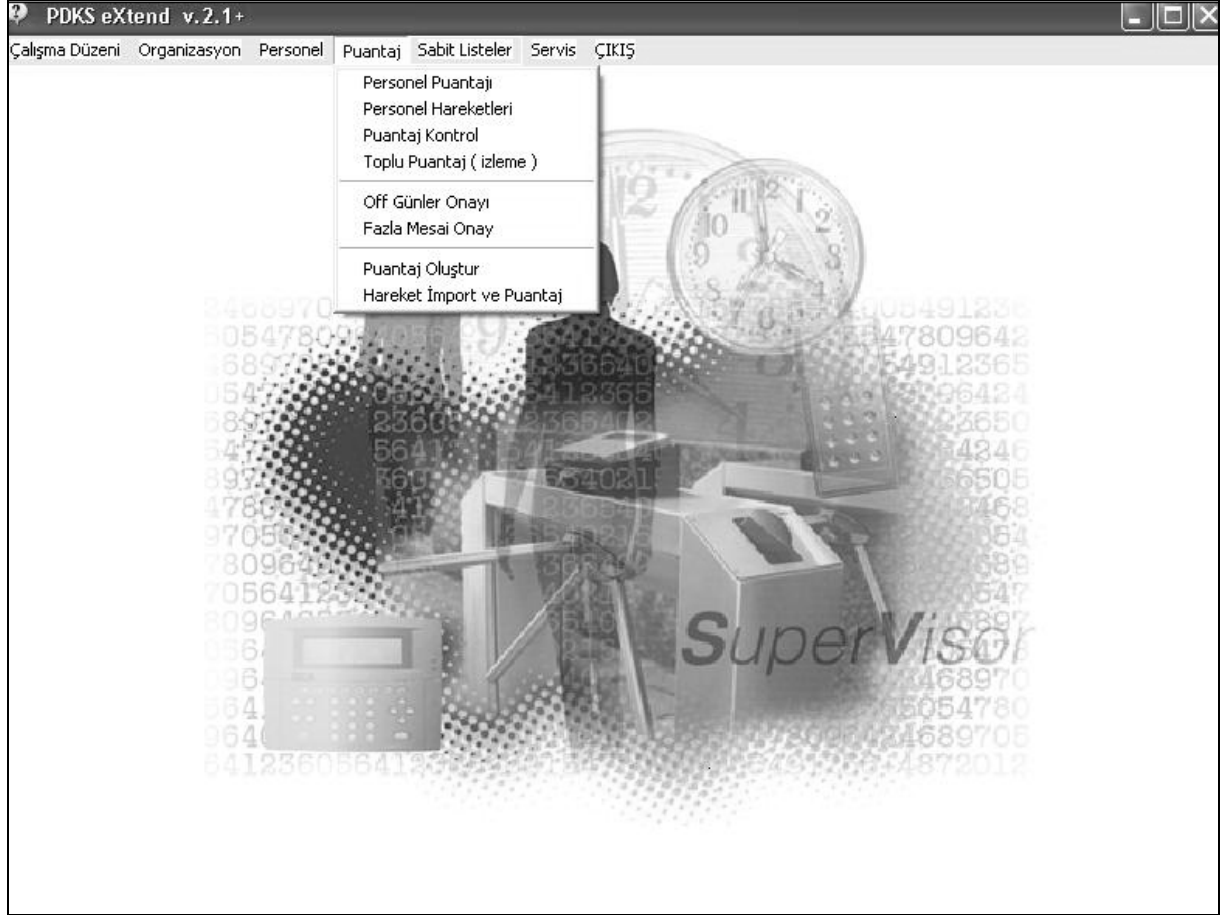 PDKS eXtend v.2.1+
Çalışma Düzeni Organizasyon Personel Puantaj Sabit Listeler Servis ÇIKIŞ
Personel Puantajı
Personel Hareketleri
Puantaj Kontrol
Toplu Puantaj ( izleme )
Off Günler Onayı
Fazla Mesai Onay
Puantaj Oluştur
Hareket İmport ve Puantaj
SuperVisor